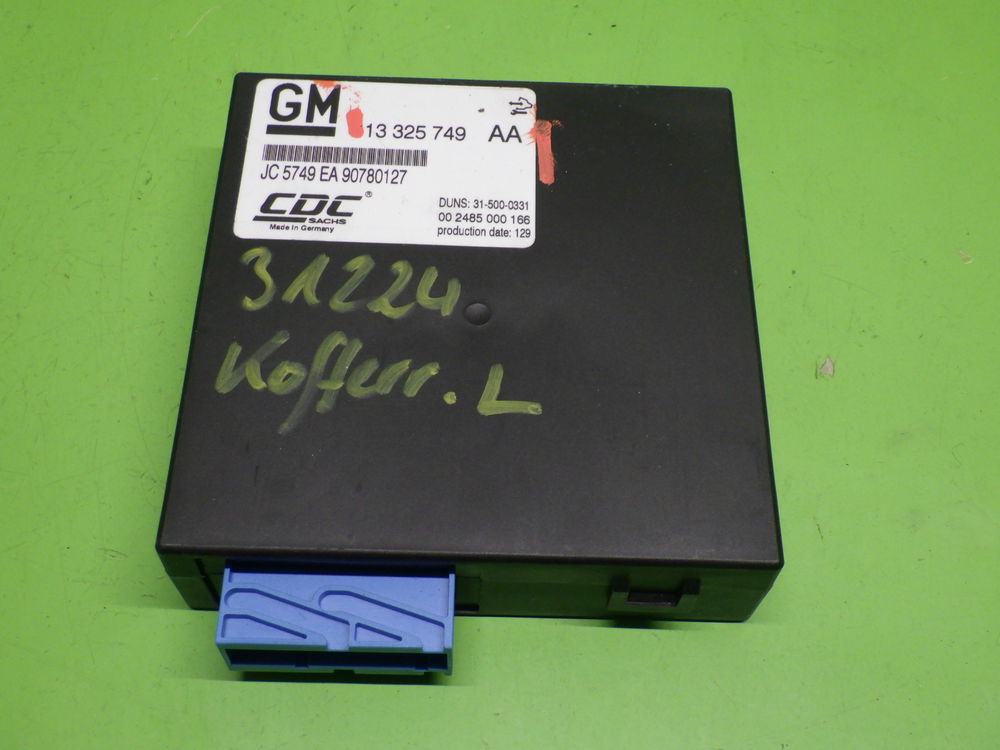 GM
13 325 749 AA
JC 5749 EA 90780127
CDC®
SACHS
Made in Germany
DUNS: 31-500-0331
00 2485 000 166
production date: 129
31224
Kofferr. L